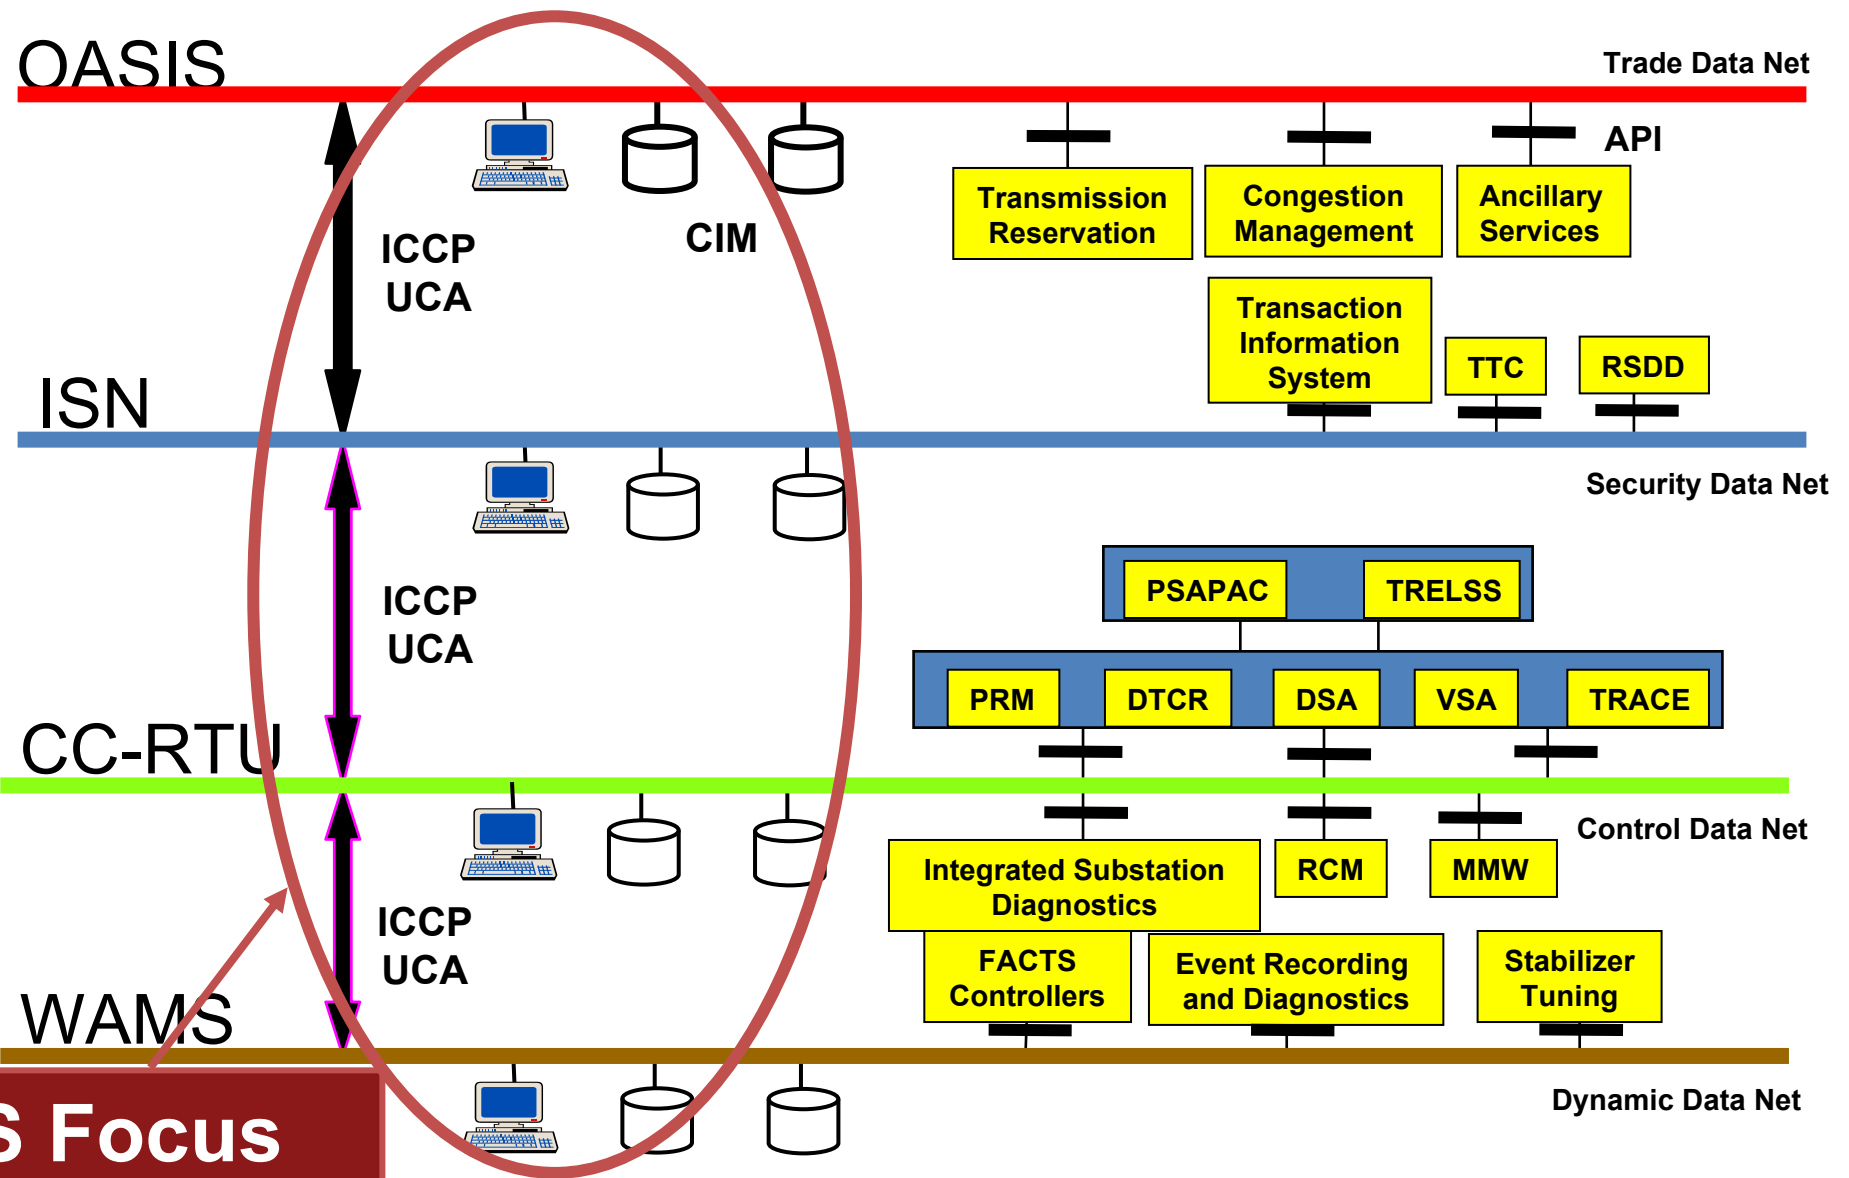 OASIS
Trade Data Net
API
Transmission
Reservation
Congestion
Management
Ancillary
Services
ICCP
UCA
CIM
Transaction
Information
System
TTC
RSDD
ISN
Security Data Net
ICCP
UCA
PSAPAC
TRELSS
PRM
DTCR
DSA
VSA
TRACE
CC-RTU
Control Data Net
Integrated Substation
Diagnostics
RCM
MMW
ICCP
UCA
FACTS
Controllers
Event Recording
and Diagnostics
Stabilizer
Tuning
WAMS
Dynamic Data Net
S Focus